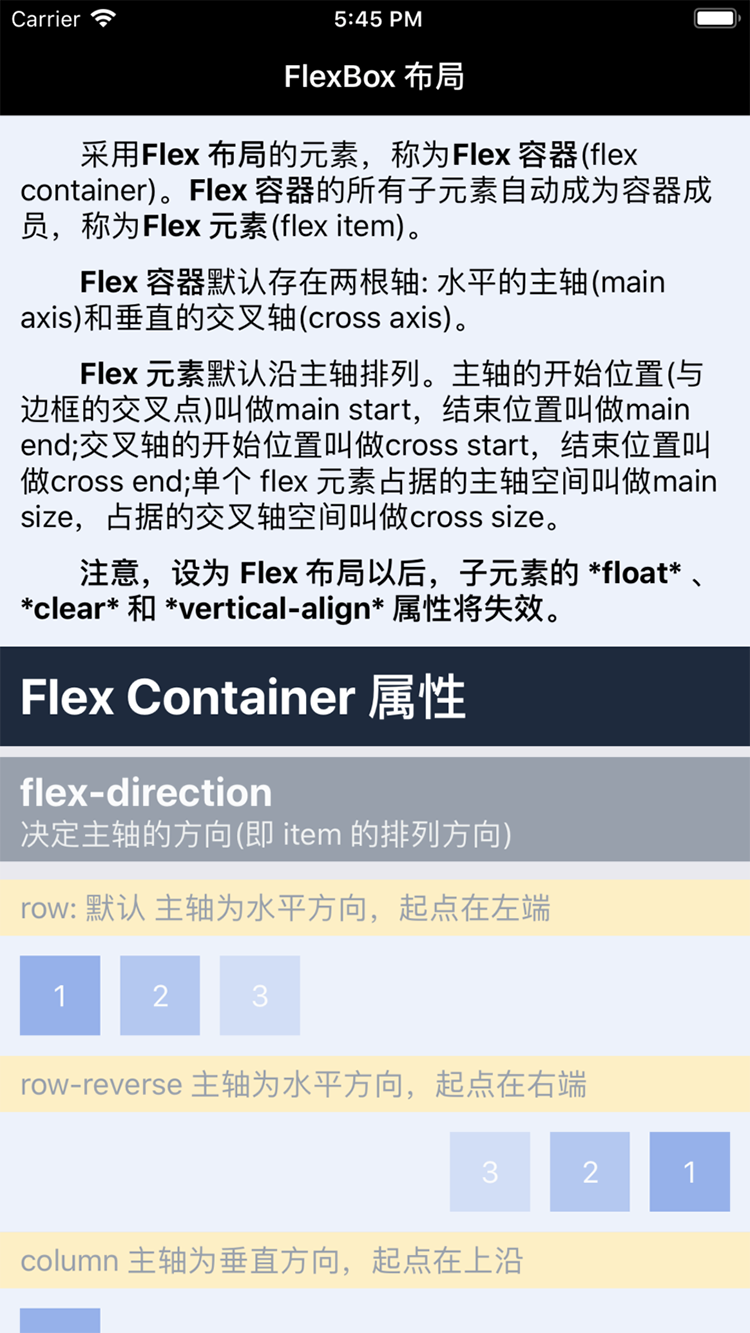 Carrier 5:45 PM
FlexBox 布局
采用Flex 布局的元素，称为Flex 容器(flex
container)。Flex 容器的所有子元素自动成为容器成
员，称为Flex 元素(flex item)。
Flex 容器默认存在两根轴: 水平的主轴(main
axis)和垂直的交叉轴(cross axis)。
Flex 元素默认沿主轴排列。主轴的开始位置(与
边框的交叉点)叫做main start，结束位置叫做main
end;交叉轴的开始位置叫做cross start，结束位置叫
做cross end;单个 flex 元素占据的主轴空间叫做main
size，占据的交叉轴空间叫做cross size。
注意，设为 Flex 布局以后，子元素的 *float* 、
*clear* 和 *vertical-align* 属性将失效。
Flex Container 属性
flex-direction
决定主轴的方向(即 item 的排列方向)
row: 默认 主轴为水平方向，起点在左端
1 2 3
row-reverse 主轴为水平方向，起点在右端
3 2 1
column 主轴为垂直方向，起点在上沿